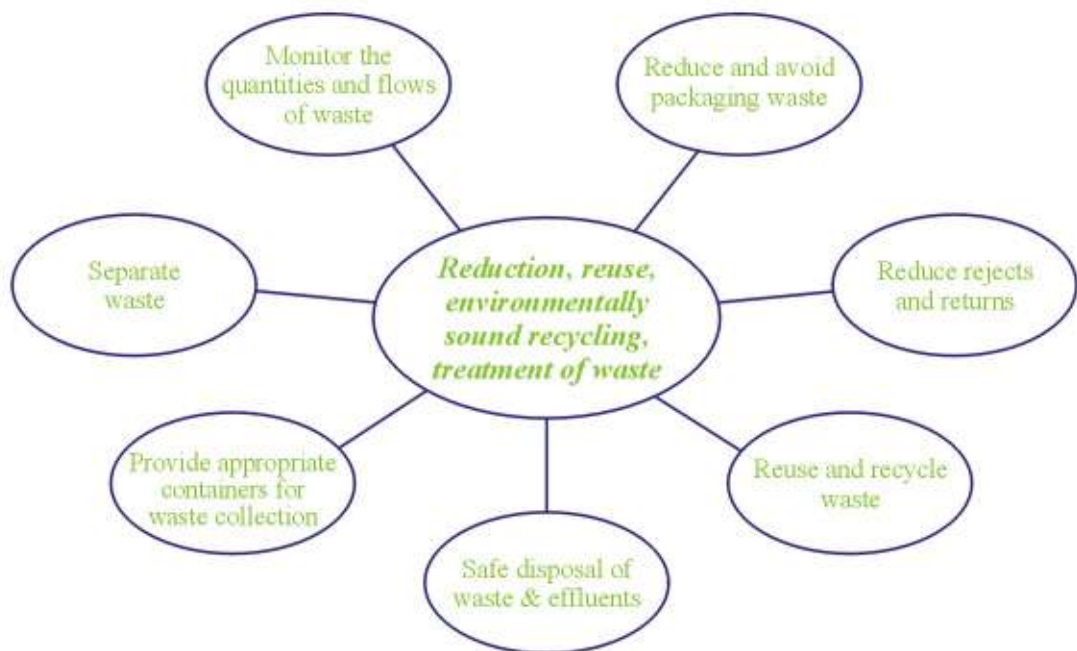 Monitor the
quantities and flows
of waste
Reduce and avoid
packaging waste
Separate
waste
Reduction, reuse,
environmentally
sound recycling,
treatment of waste
Reduce rejects
and returns
Provide appropriate
containers for
waste collection
Reuse and recycle
waste
Safe disposal of
waste & effluents